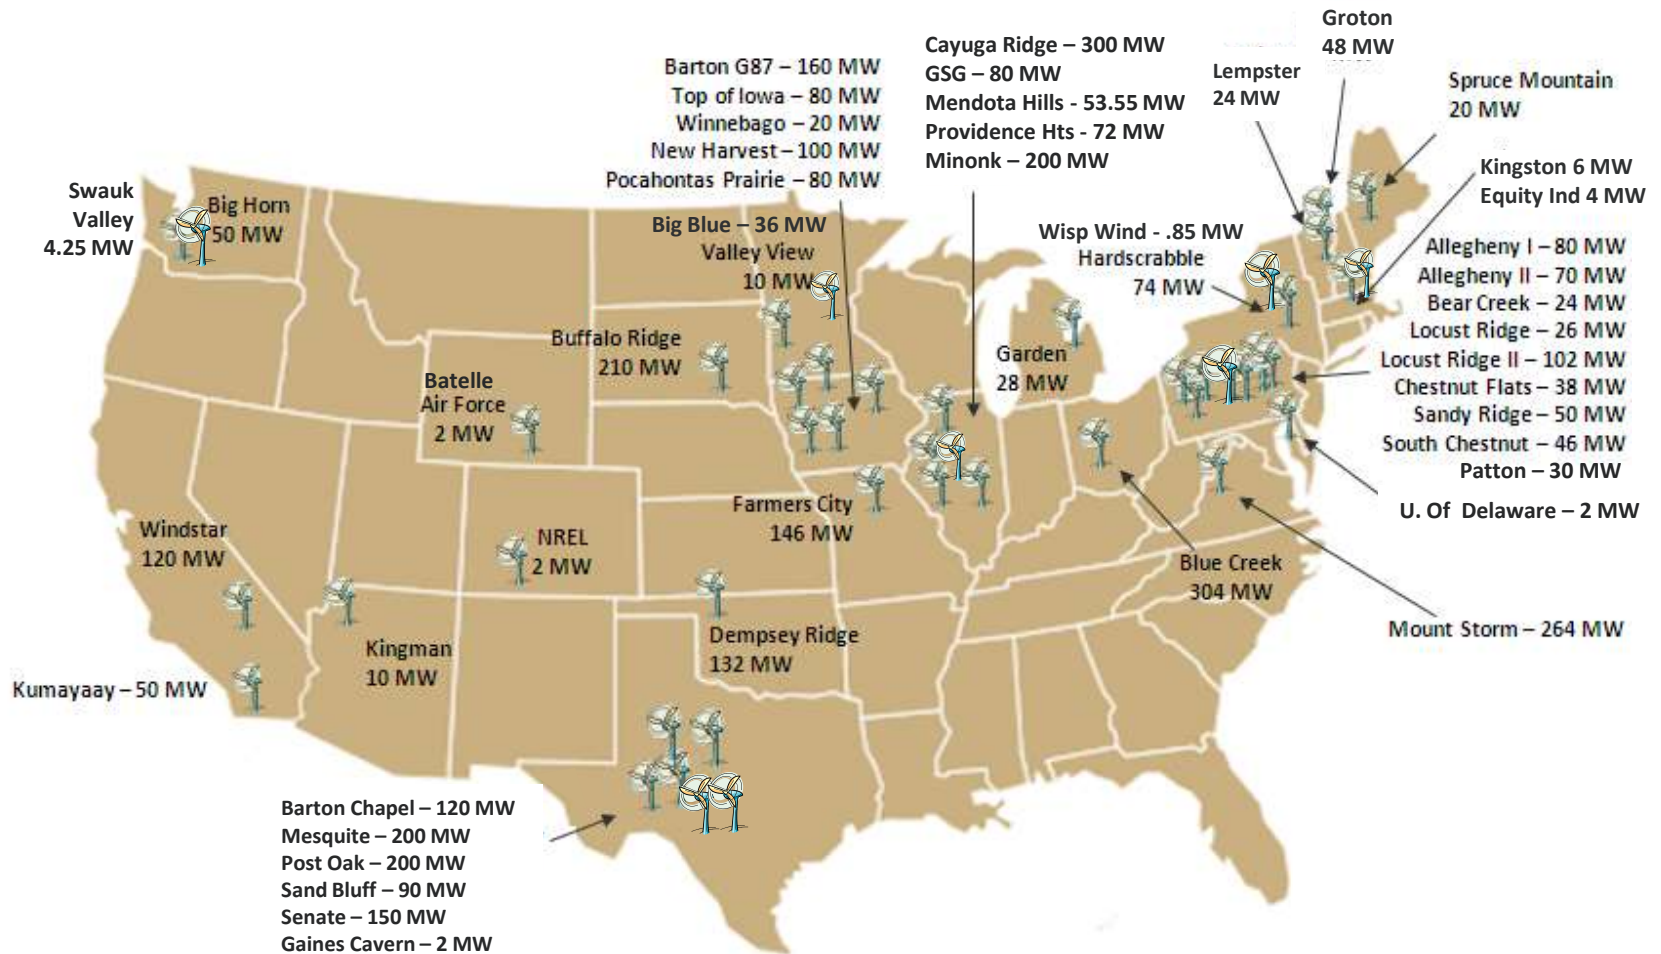 Groton
48 MW
Cayuga Ridge – 300 MW
GSG – 80 MW
Mendota Hills - 53.55 MW
Providence Hts - 72 MW
Minonk – 200 MW
Barton G87 – 160 MW
Top of Iowa – 80 MW
Winnebago – 20 MW
New Harvest – 100 MW
Pocahontas Prairie – 80 MW
Lempster
24 MW
Spruce Mountain
20 MW
Kingston 6 MW
Equity Ind 4 MW
Swauk
Valley
4.25 MW
Big Horn
50 MW
Big Blue – 36 MW
Valley View
10 MW
Wisp Wind - .85 MW
Hardscrabble
74 MW
Allegheny I – 80 MW
Allegheny II – 70 MW
Bear Creek – 24 MW
Locust Ridge – 26 MW
Locust Ridge II – 102 MW
Chestnut Flats – 38 MW
Sandy Ridge – 50 MW
South Chestnut – 46 MW
Patton – 30 MW
Buffalo Ridge
210 MW
Garden
28 MW
Batelle
Air Force
2 MW
Farmers City
146 MW
U. Of Delaware – 2 MW
Windstar
120 MW
NREL
2 MW
Blue Creek
304 MW
Mount Storm – 264 MW
Dempsey Ridge
132 MW
Kingman
10 MW
Kumayaay – 50 MW
Barton Chapel – 120 MW
Mesquite – 200 MW
Post Oak – 200 MW
Sand Bluff – 90 MW
Senate – 150 MW
Gaines Cavern – 2 MW